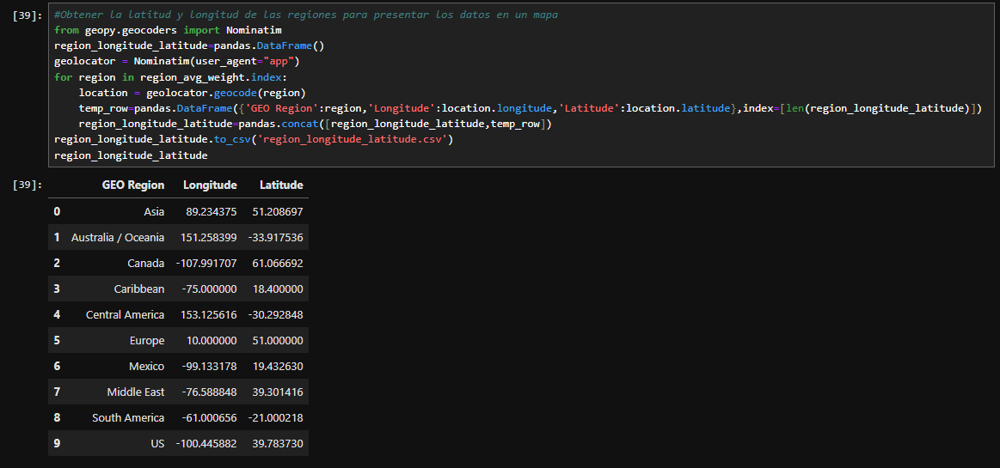 [39]: #Obtener la latitud y longitud de las regiones para presentar los datos en un mapa
from geopy.geocoders import Nominatim
region_longitude_latitude=pandas.DataFrame()
geolocator = Nominatim(user_agent="app")
for region in region_avg_weight.index:
    location = geolocator.geocode(region)
    temp_row=pandas.DataFrame({'GEO Region':region,'Longitude':location.longitude,'Latitude':location.latitude},index=[len(region_longitude_latitude)])
    region_longitude_latitude=pandas.concat([region_longitude_latitude,temp_row])
region_longitude_latitude.to_csv('region_longitude_latitude.csv')
region_longitude_latitude
[39]: GEO Region Longitude Latitude
0 Asia 89.234375 51.208697
1 Australia / Oceania 151.258399 -33.917536
2 Canada -107.991707 61.066692
3 Caribbean -75.000000 18.400000
4 Central America 153.125616 -30.292848
5 Europe 10.000000 51.000000
6 Mexico -99.133178 19.432630
7 Middle East -76.588848 39.301416
8 South America -61.000656 -21.000218
9 US -100.445882 39.783730